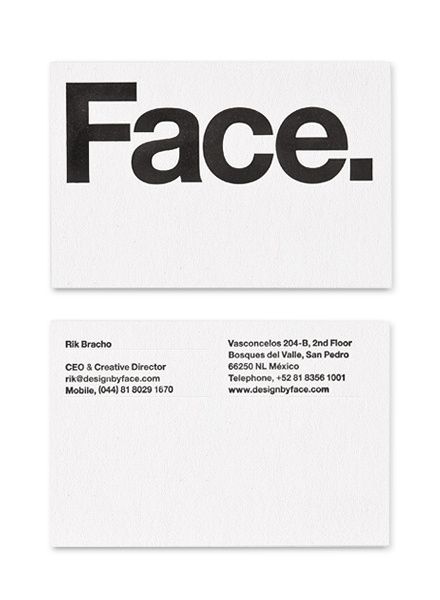 Face.
Rik Bracho
CEO & Creative Director
rik@designbyface.com
Mobile, (044) 81 8029 1670
Vasconcelos 204-B, 2nd Floor
Bosques del Valle, San Pedro
66250 NL México
Telephone, +52 81 8356 1001
www.designbyface.com